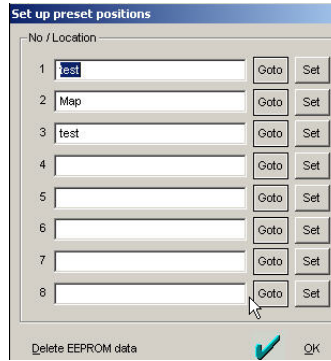 Set up preset positions
No / Location
1 test Goto Set
2 Map Goto Set
3 test Goto Set
4 Goto Set
5 Goto Set
6 Goto Set
7 Goto Set
8 Goto Set
Delete EEPROM data OK